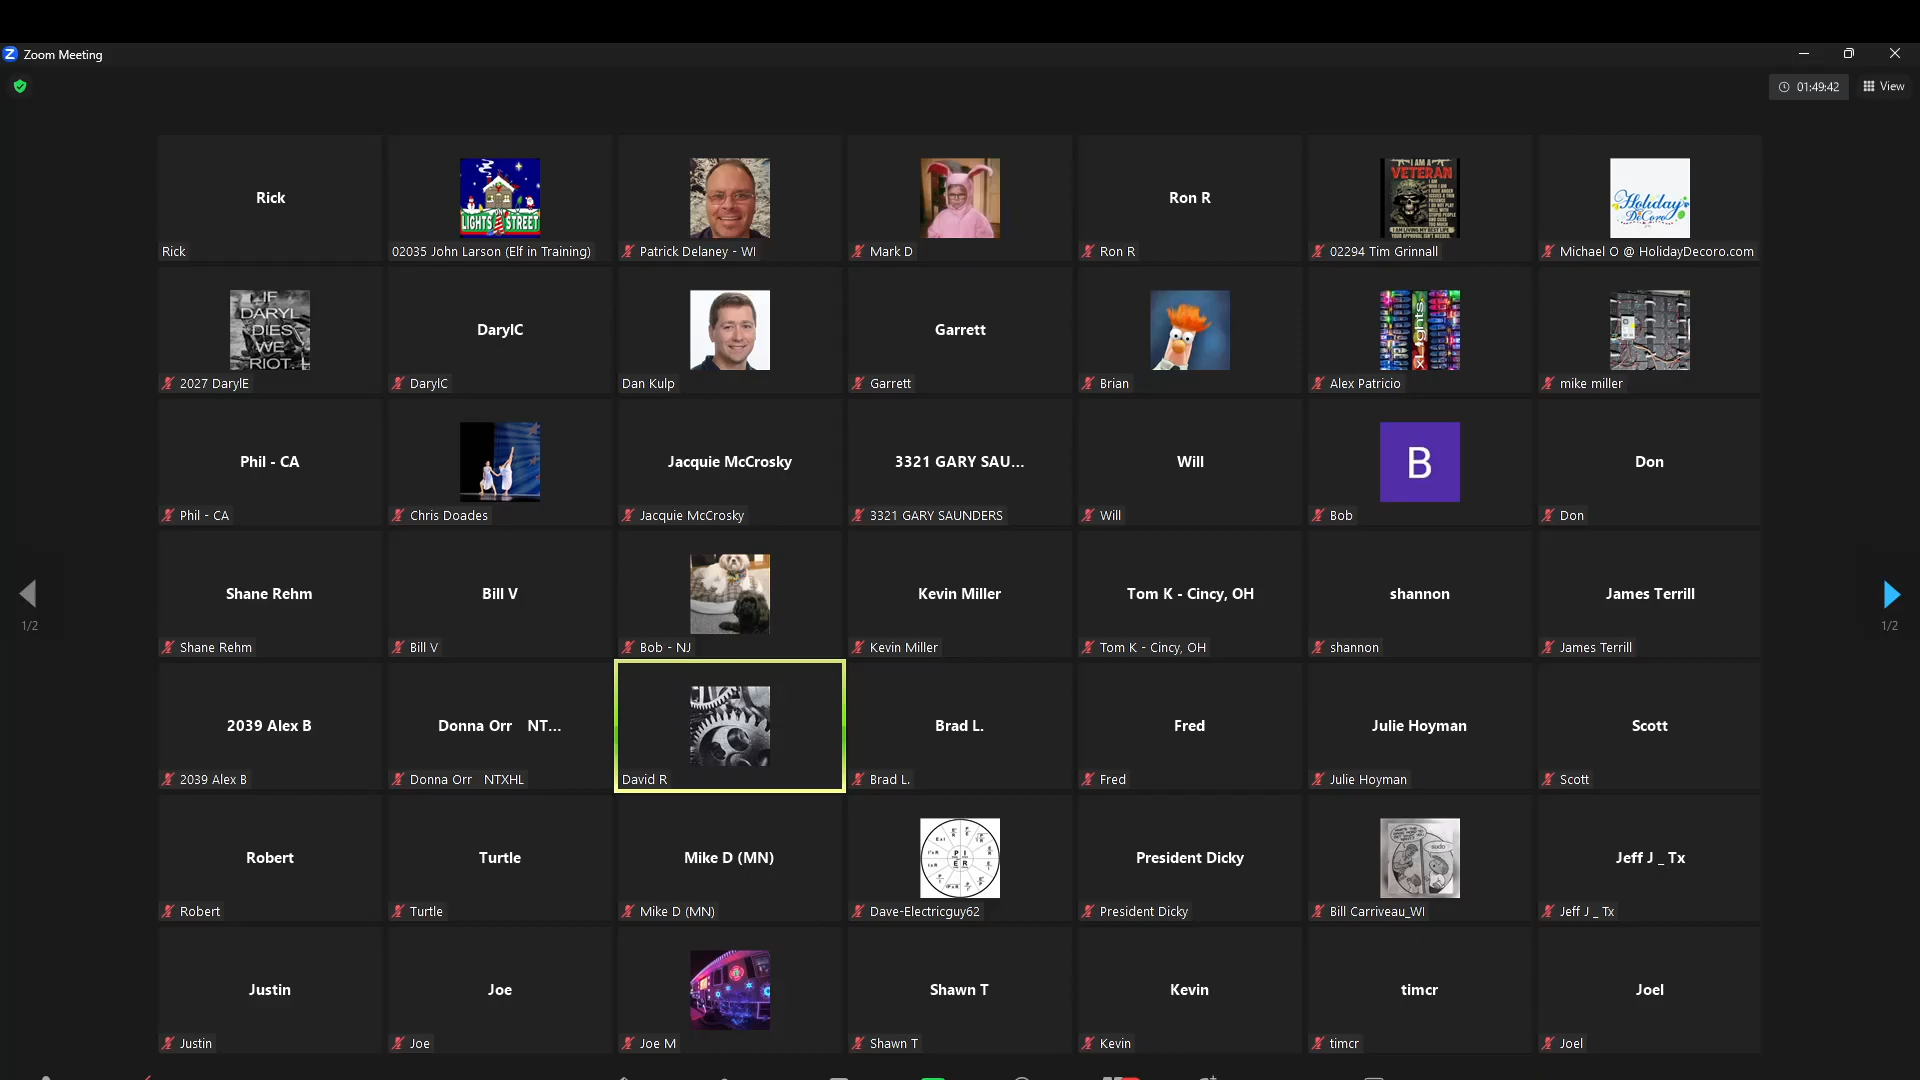 Zoom Meeting
01:49:42
View
Rick
Ron R
I AM A
VETERAN
Holiday
DeCoro
LIGHTS ON STREET
Rick
02035 John Larson (Elf in Training)
Patrick Delaney - WI
Mark D
Ron R
02294 Tim Grinnall
Michael O @ HolidayDecoro.com
IF
DARYL
DIES
WE
RIOT.
DarylC
Garrett
xLights
2027 DarylE
DarylC
Dan Kulp
Garrett
Brian
Alex Patricio
mike miller
Phil - CA
Jacquie McCrosky
3321 GARY SAU...
Will
B
Don
Phil - CA
Chris Doades
Jacquie McCrosky
3321 GARY SAUNDERS
Will
Bob
Don
Shane Rehm
Bill V
Kevin Miller
Tom K - Cincy, OH
shannon
James Terrill
1/2
1/2
Shane Rehm
Bill V
Bob - NJ
Kevin Miller
Tom K - Cincy, OH
shannon
James Terrill
2039 Alex B
Donna Orr NT...
Brad L.
Fred
Julie Hoyman
Scott
2039 Alex B
Donna Orr NTXHL
David R
Brad L.
Fred
Julie Hoyman
Scott
Robert
Turtle
Mike D (MN)
P I
E R
President Dicky
sudo
Jeff J _ Tx
Robert
Turtle
Mike D (MN)
Dave-Electricguy62
President Dicky
Bill Carriveau_WI
Jeff J _ Tx
Justin
Joe
Shawn T
Kevin
timcr
Joel
Justin
Joe
Joe M
Shawn T
Kevin
timcr
Joel